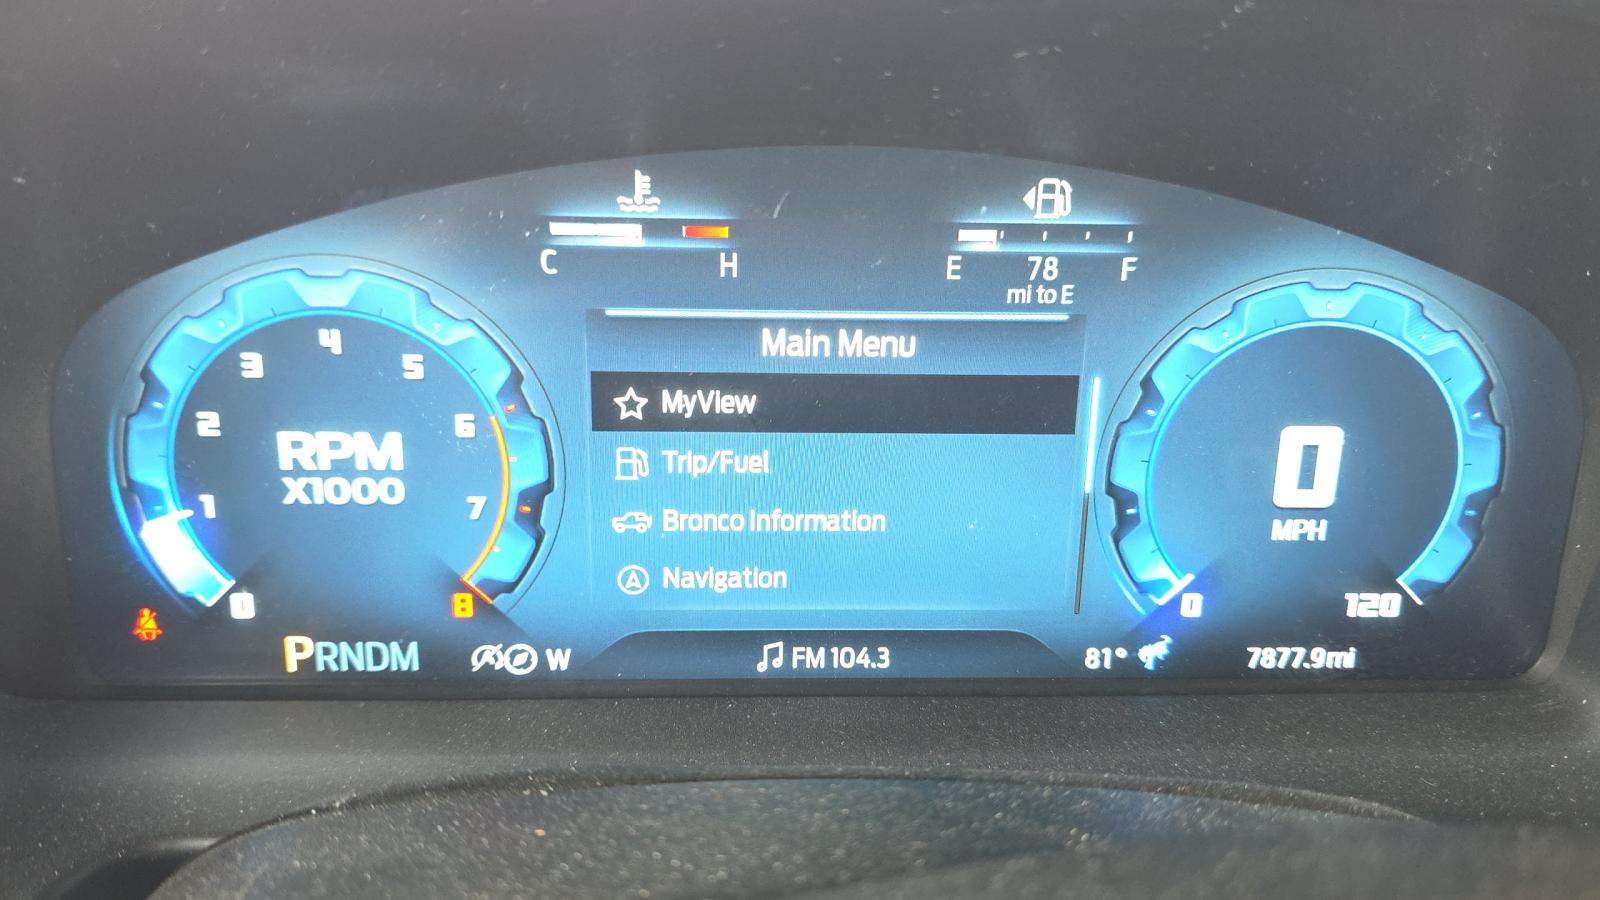 C H
E 78 F
mi to E
Main Menu
MyView
Trip/Fuel
Bronco Information
Navigation
0 1 2 3 4 5 6 7 8
RPM
X1000
0
MPH
0 120
PRNDM
W
FM 104.3
81°
7877.9mi